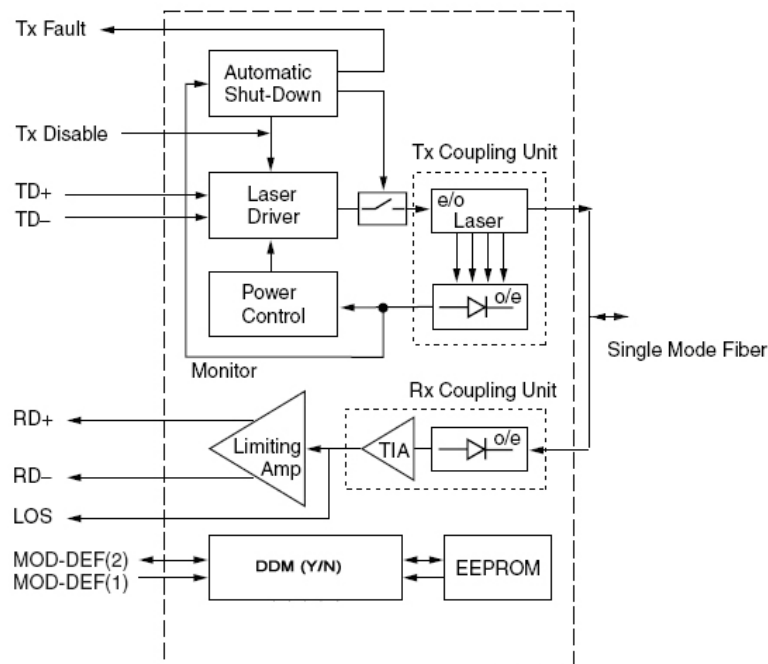 Tx Fault
Automatic
Shut-Down
Tx Disable
Tx Coupling Unit
TD+
TD–
Laser
Driver
e/o
Laser
Power
Control
o/e
Monitor
Single Mode Fiber
Rx Coupling Unit
RD+
RD–
Limiting
Amp
TIA
o/e
LOS
MOD-DEF(2)
MOD-DEF(1)
DDM (Y/N)
EEPROM